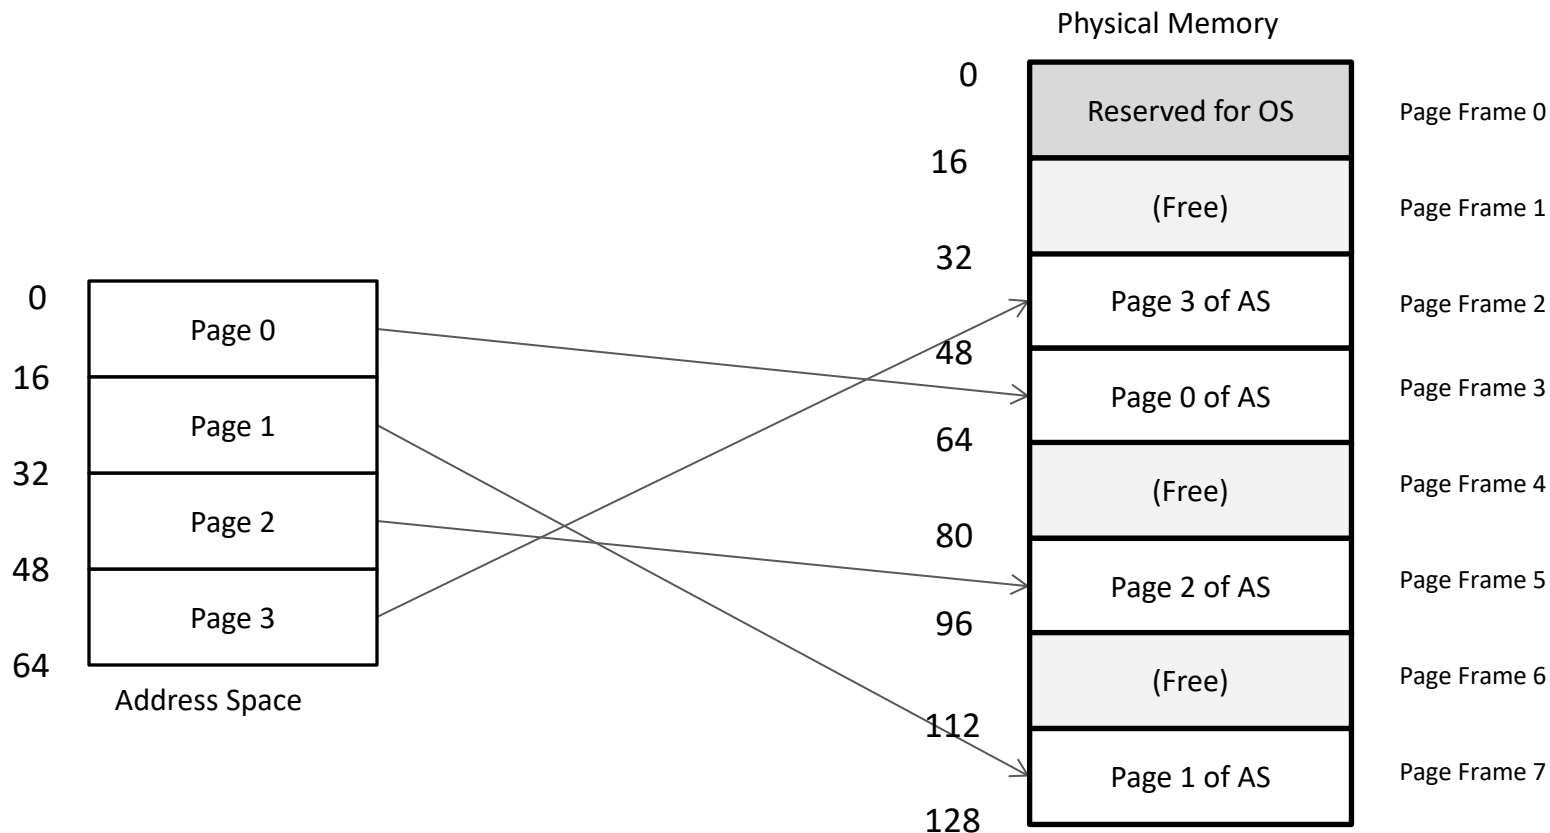 Physical Memory
0
Reserved for OS
Page Frame 0
16
(Free)
Page Frame 1
32
Page 3 of AS
Page Frame 2
48
Page 0 of AS
Page Frame 3
64
(Free)
Page Frame 4
80
Page 2 of AS
Page Frame 5
96
(Free)
Page Frame 6
112
Page 1 of AS
Page Frame 7
128
0
Page 0
16
Page 1
32
Page 2
48
Page 3
64
Address Space